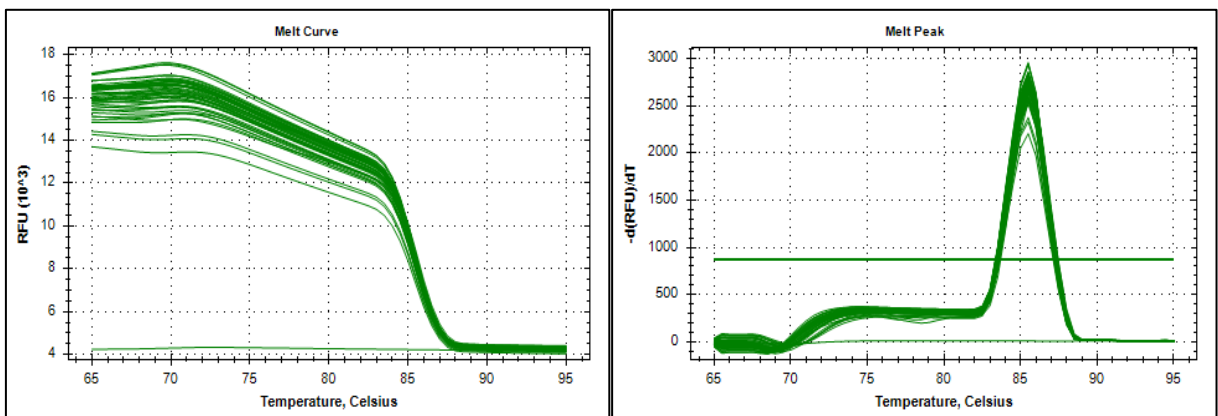 Melt Curve
18
16
14
12
10
8
6
4
RFU (10^3)
65 70 75 80 85 90 95
Temperature, Celsius
Melt Peak
3000
2500
2000
1500
1000
500
0
-d(RFU)/dT
65 70 75 80 85 90 95
Temperature, Celsius